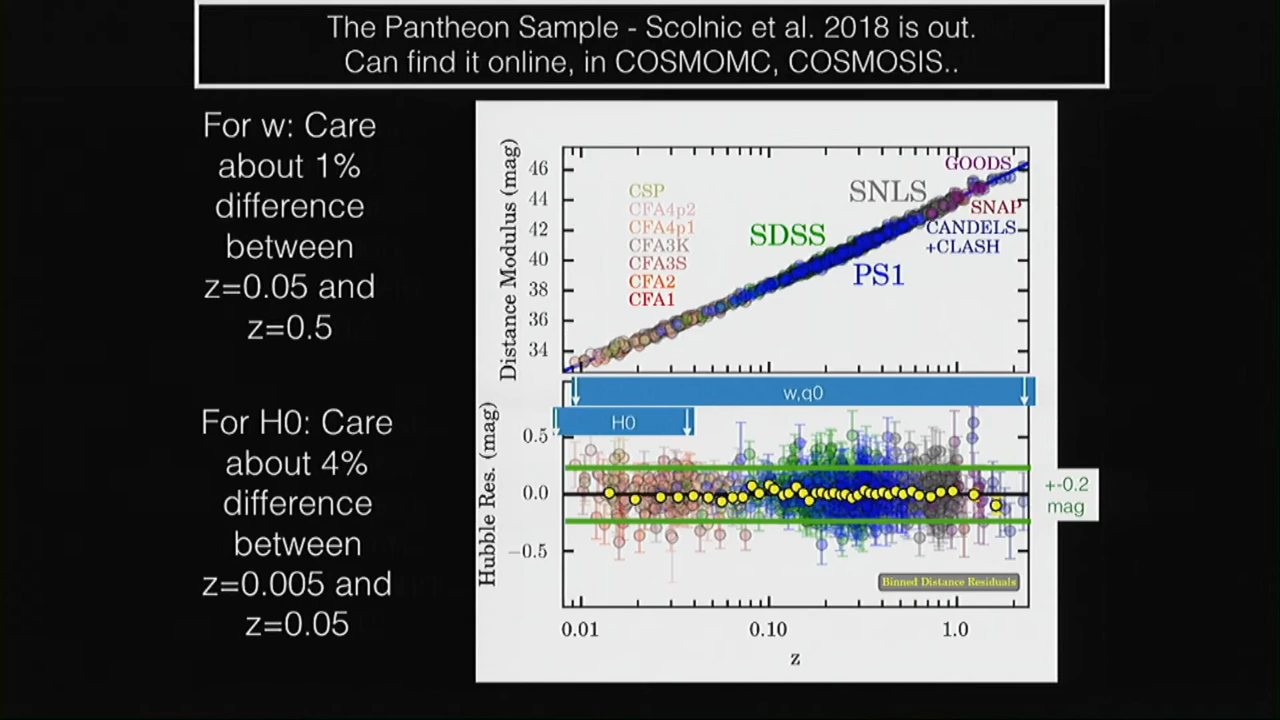 The Pantheon Sample - Scolnic et al. 2018 is out.
Can find it online, in COSMOMC, COSMOSIS..
For w: Care
about 1%
difference
between
z=0.05 and
z=0.5
For H0: Care
about 4%
difference
between
z=0.005 and
z=0.05
Distance Modulus (mag)
46
44
42
40
38
36
34
CSP
CFA4p2
CFA4p1
CFA3K
CFA3S
CFA2
CFA1
SDSS
SNLS
PS1
GOODS
SNAP
CANDELS
+CLASH
w,q0
H0
Hubble Res. (mag)
0.5
0.0
−0.5
+-0.2
mag
Binned Distance Residuals
0.01
0.10
1.0
z